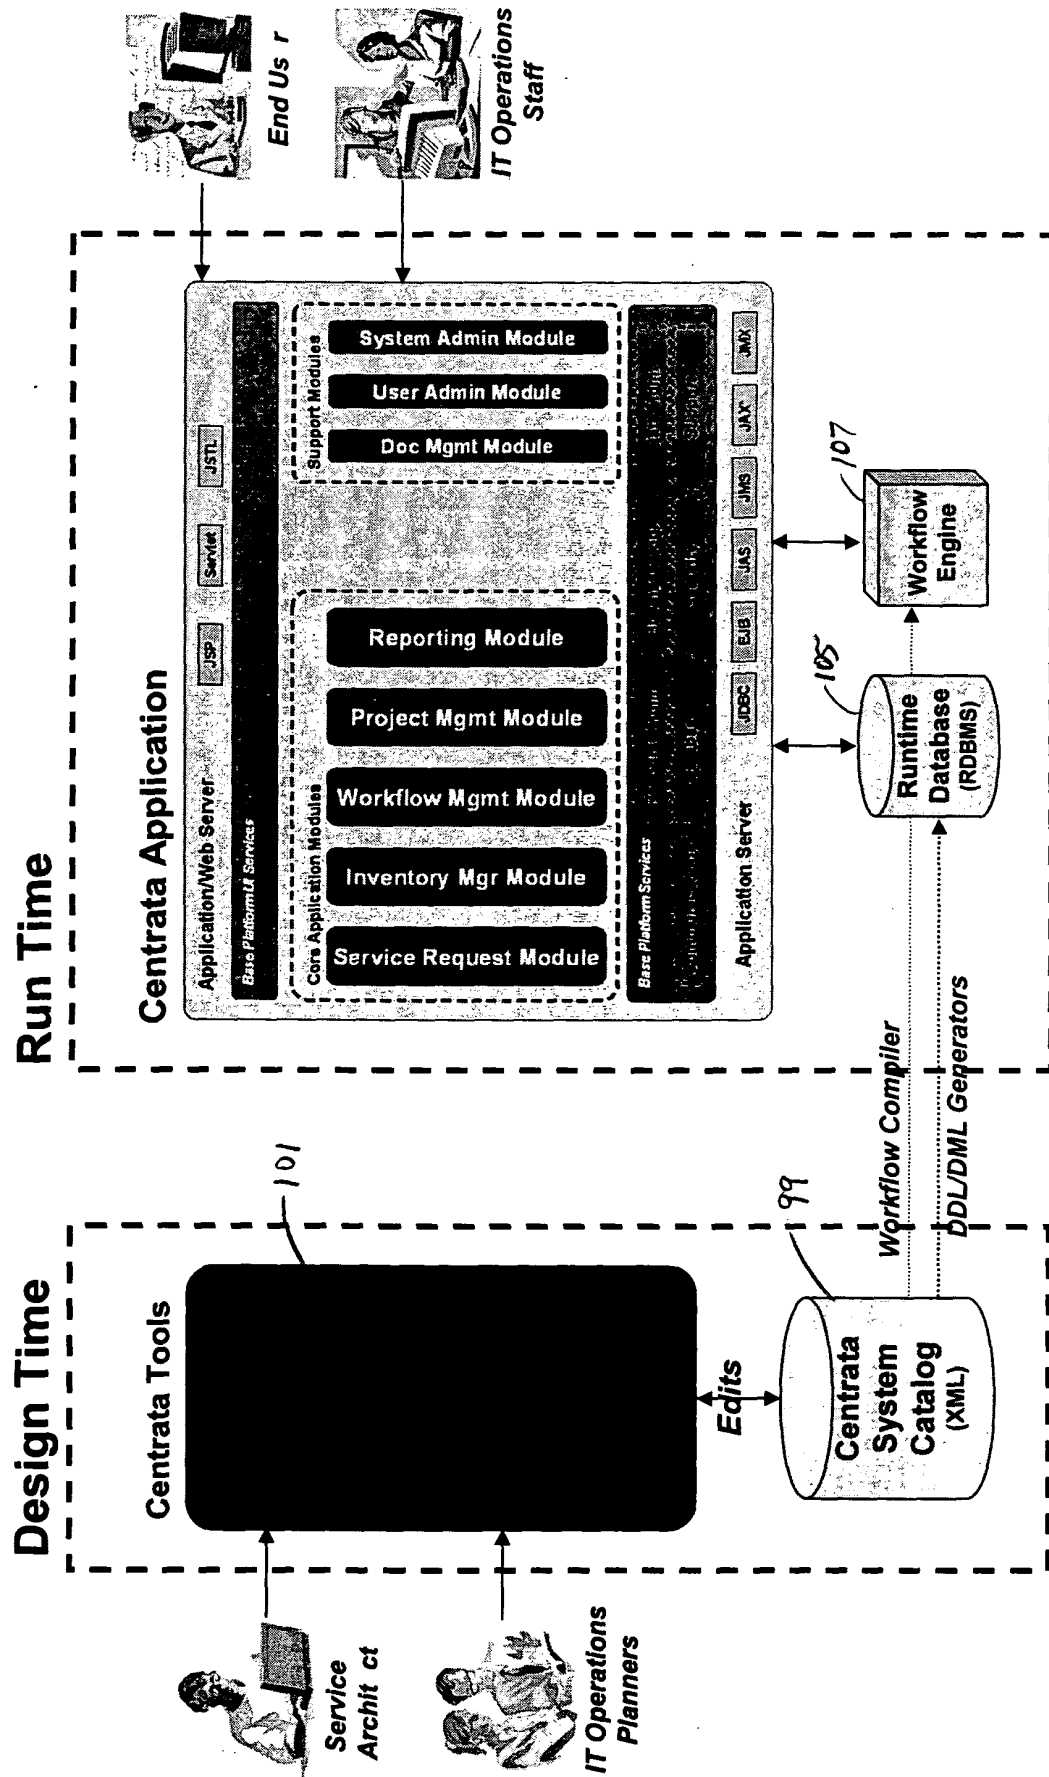 Design Time
Run Time
Centrata Tools
101
Service
Archit ct
IT Operations
Planners
Edits
99
Centrata
System
Catalog
(XML)
Workflow Compiler
DDL/DML Generators
Centrata Application
Application/Web Server
JSP
Servlet
JSTL
Base Platform UI Services
Core Application Modules
Service Request Module
Inventory Mgr Module
Workflow Mgmt Module
Project Mgmt Module
Reporting Module
Support Modules
Doc Mgmt Module
User Admin Module
System Admin Module
Base Platform Services
Application Server
JDBC
EJB
JAS
JMS
JAX*
JMX
105
Runtime
Database
(RDBMS)
107
Workflow
Engine
End Us r
IT Operations
Staff